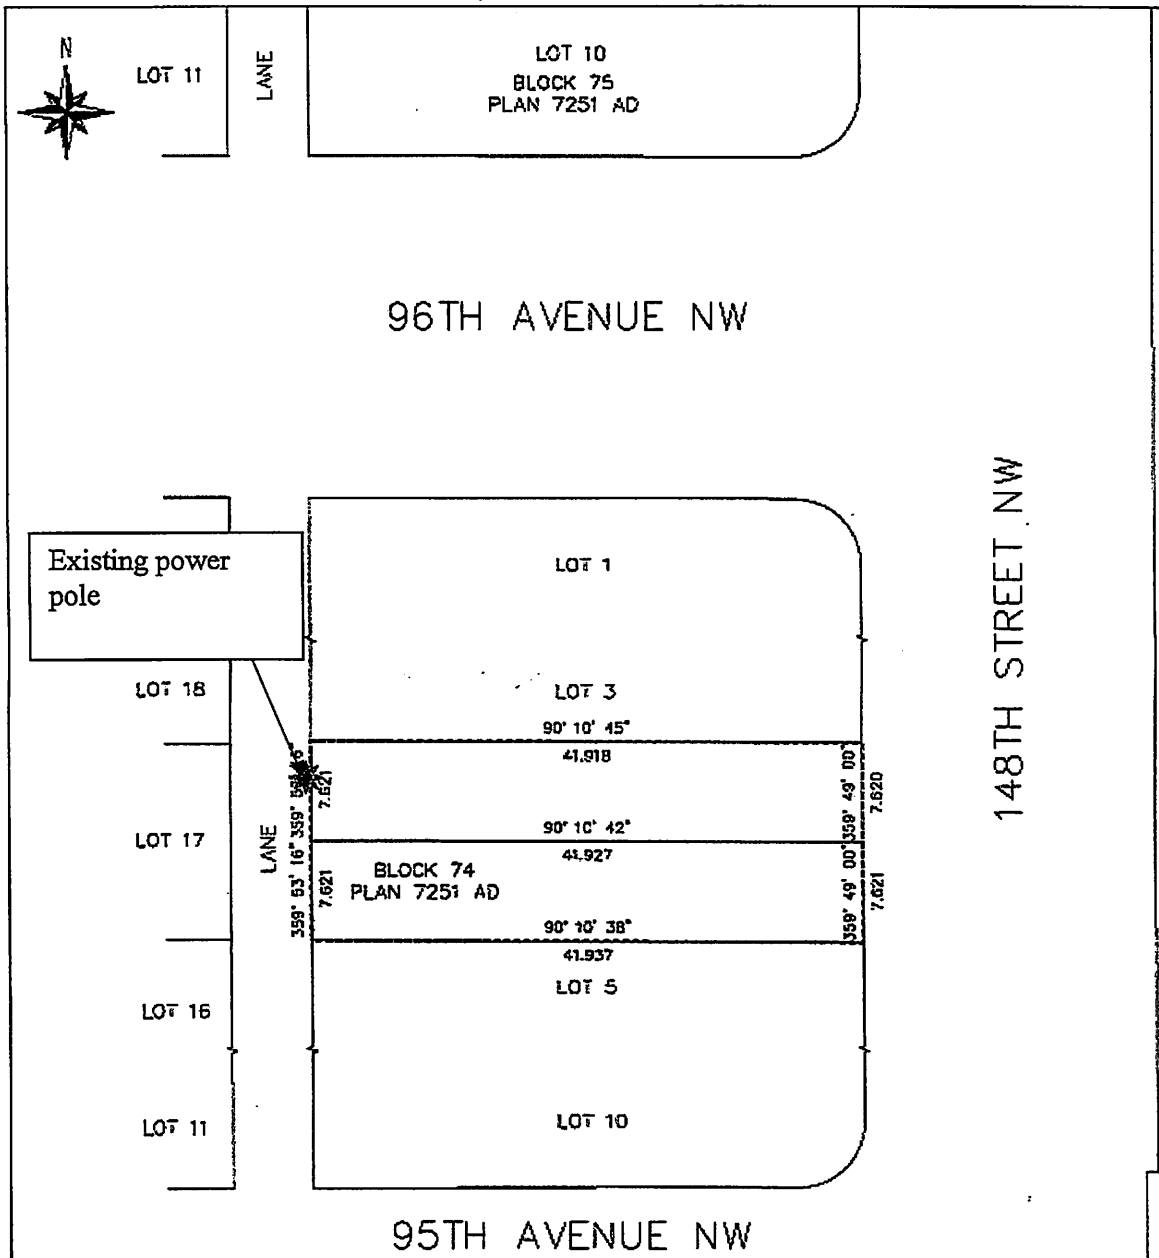 N
LOT 11
LANE
LOT 10
BLOCK 75
PLAN 7251 AD
96TH AVENUE NW
148TH STREET NW
Existing power
pole
LOT 1
LOT 18
LOT 3
90° 10' 45"
41.918
359°
7.621
359° 49' 00"
7.620
LOT 17
LANE
90° 10' 42"
41.927
BLOCK 74
PLAN 7251 AD
359° 53' 16"
7.621
359° 49' 00"
7.621
90° 10' 38"
41.937
LOT 5
LOT 16
LOT 11
LOT 10
95TH AVENUE NW